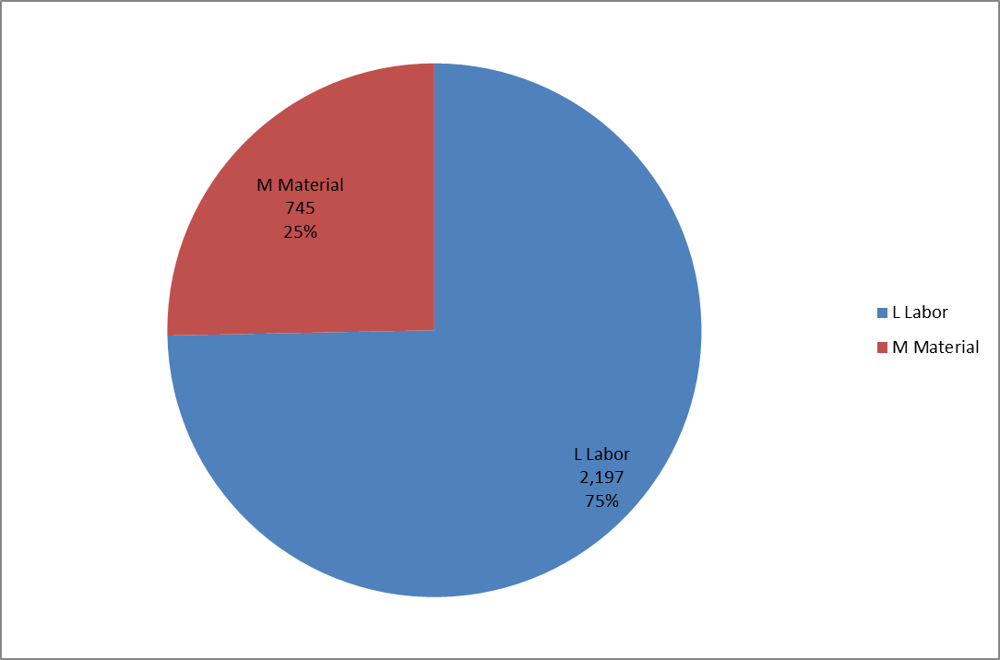 M Material
745
25%
L Labor
2,197
75%
L Labor
M Material